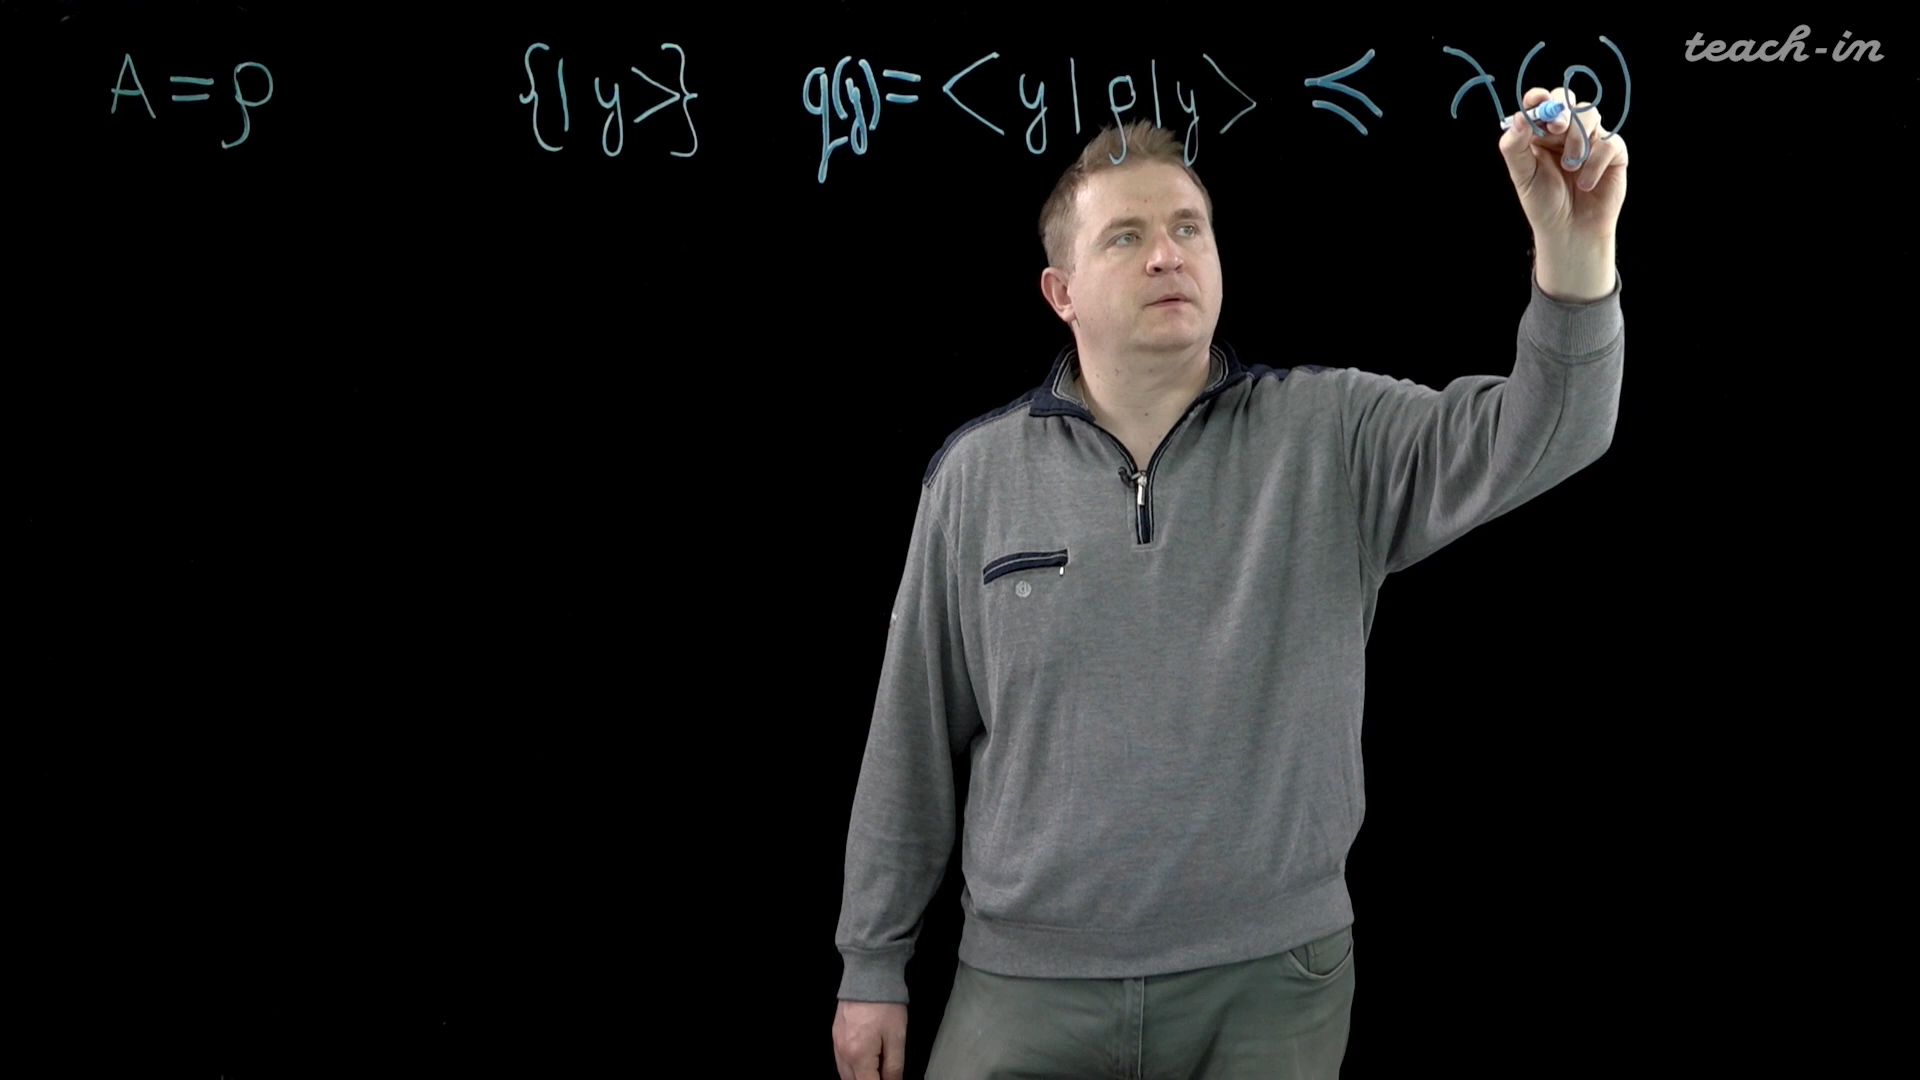 A = ρ {|y>} q(y) = <y|ρ|y> ≤ λ(ρ)
teach-in